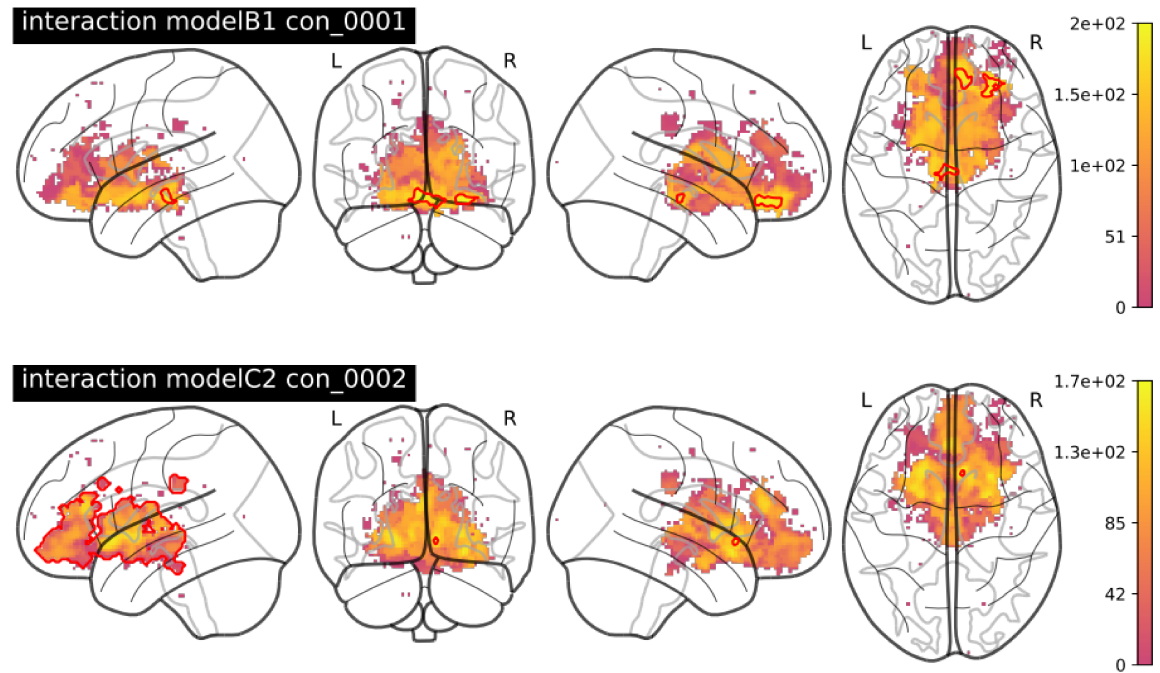 interaction modelB1 con_0001
L R
L R
2e+02
1.5e+02
1e+02
51
0
interaction modelC2 con_0002
L R
L R
1.7e+02
1.3e+02
85
42
0